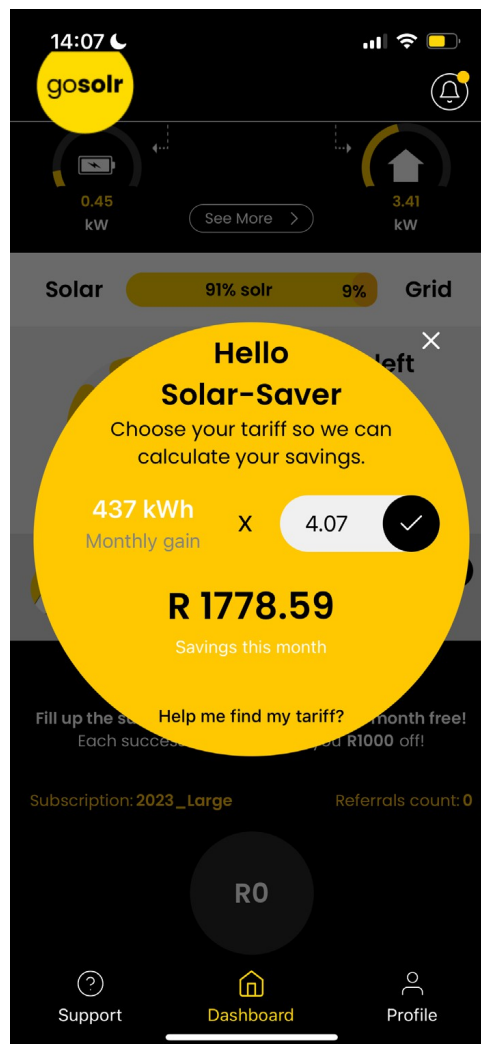 14:07
gosolr
0.45
kW
See More
3.41
kW
Solar
91% solr
9%
Grid
left
Hello
Solar-Saver
Choose your tariff so we can
calculate your savings.
437 kWh
Monthly gain
X
4.07
R 1778.59
Savings this month
Help me find my tariff?
Fill up the month free!
Each R1000 off!
Subscription: 2023_Large
Referrals count: 0
R0
Support
Dashboard
Profile